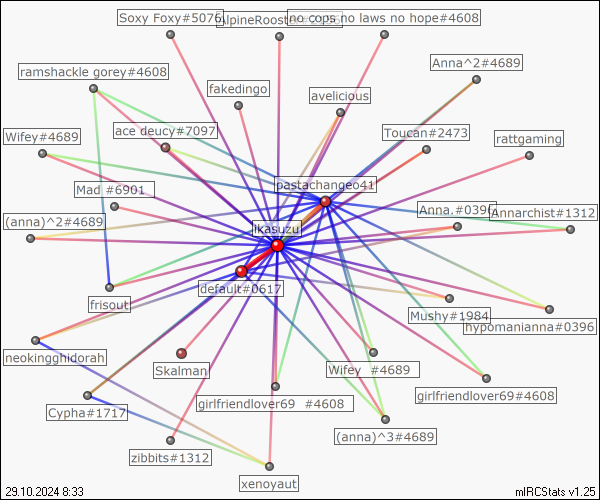 Soxy Foxy#5076
no cops no laws no hope#4608
ramshackle gorey#4608
Anna^2#4689
fakedingo
avelicious
Wifey#4689
ace deucy#7097
Toucan#2473
rattgaming
Mad #6901
pastachangeo41
(anna)^2#4689
Annarchist#1312
ikasuzu
default#0617
frisout
Mushy#1984
hypomanianna#0396
neokingghidorah
Skalman
Wifey #4689
girlfriendlover69#4608
girlfriendlover69 #4608
Cypha#1717
(anna)^3#4689
zibbits#1312
xenoyaut
29.10.2024 8:33
mIRCStats v1.25